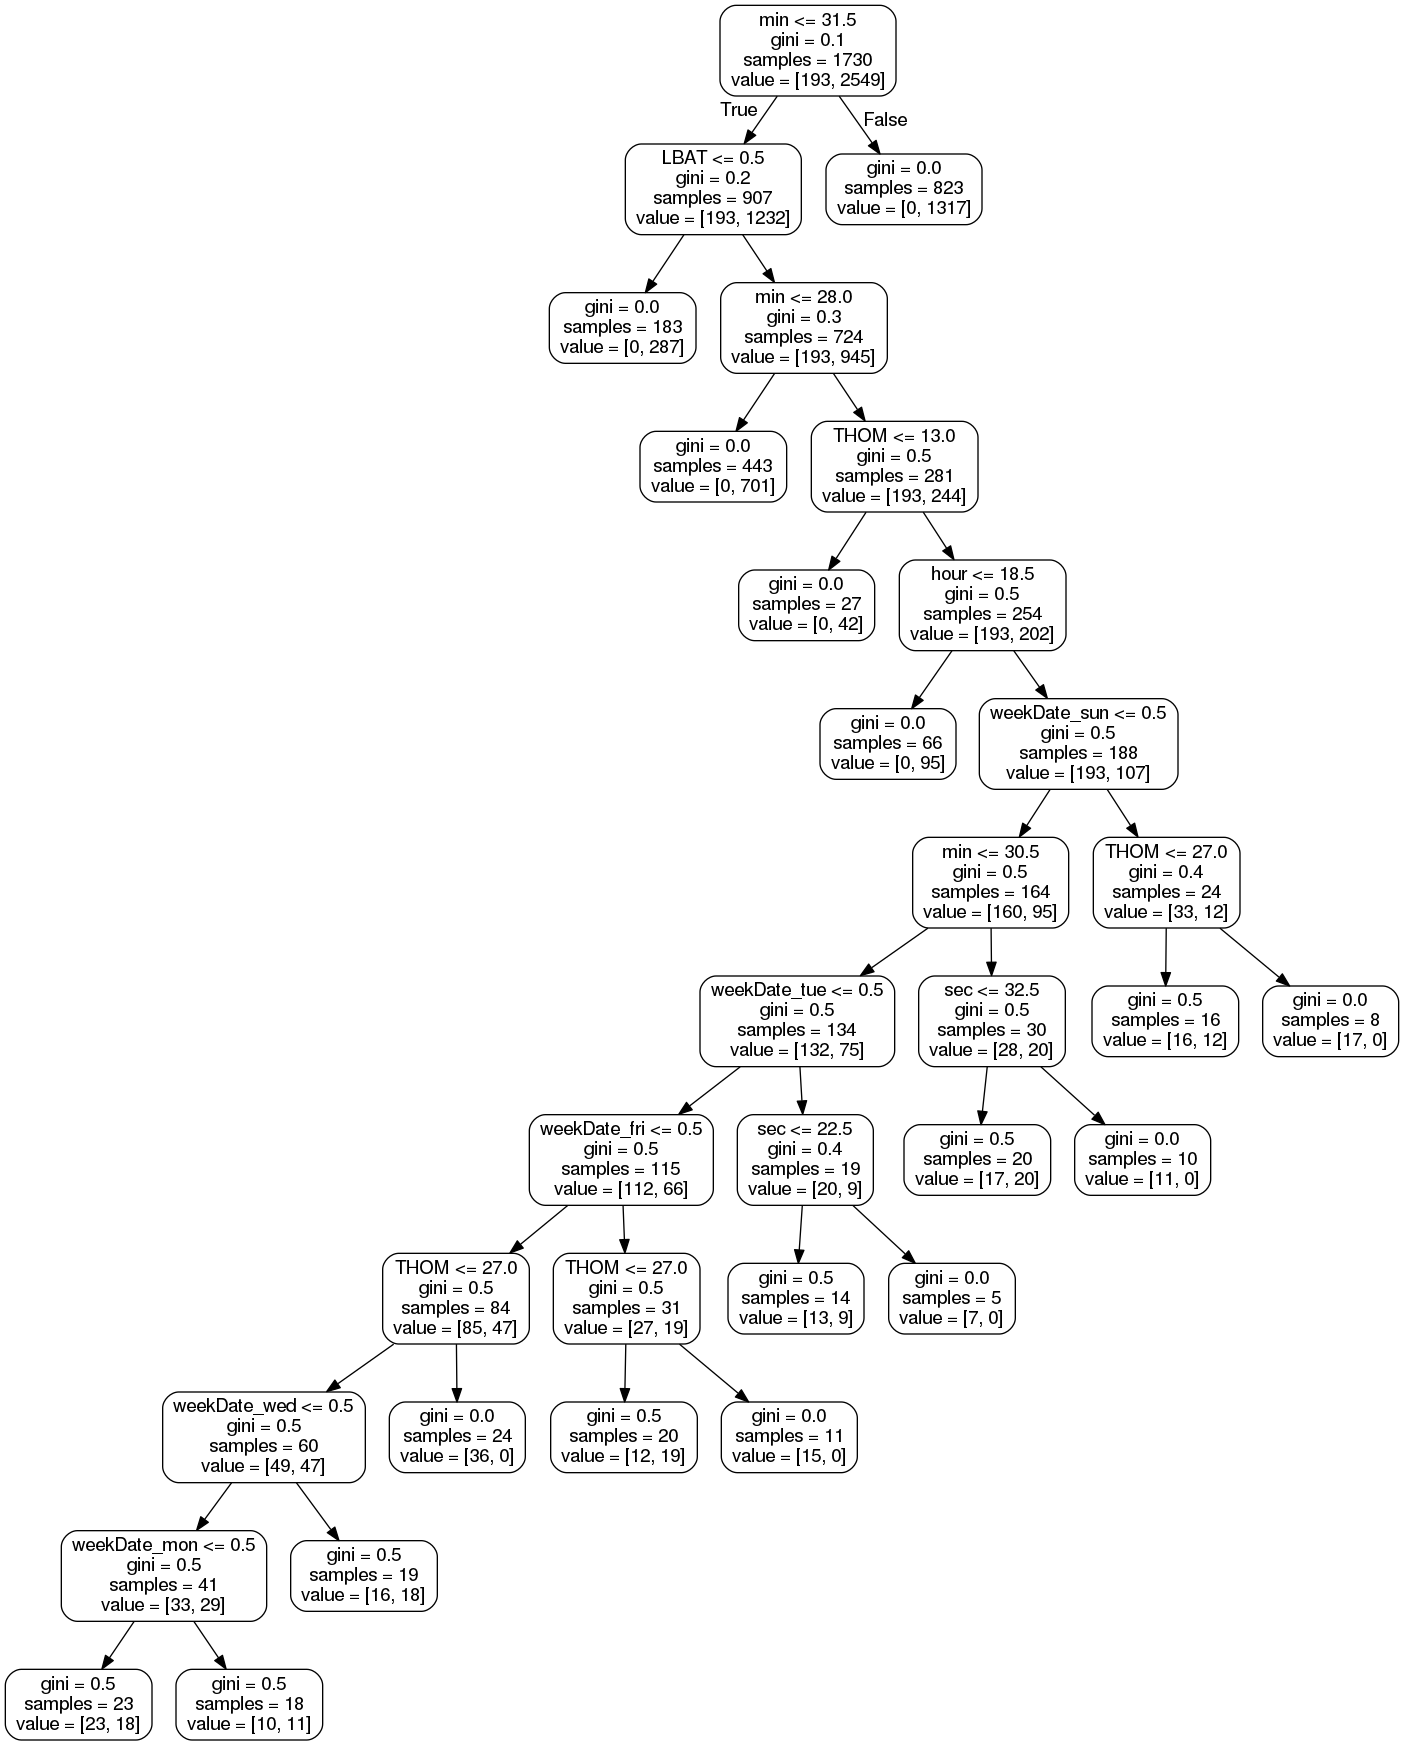 min <= 31.5
gini = 0.1
samples = 1730
value = [193, 2549]
True
False
LBAT <= 0.5
gini = 0.2
samples = 907
value = [193, 1232]
gini = 0.0
samples = 823
value = [0, 1317]
gini = 0.0
samples = 183
value = [0, 287]
min <= 28.0
gini = 0.3
samples = 724
value = [193, 945]
gini = 0.0
samples = 443
value = [0, 701]
THOM <= 13.0
gini = 0.5
samples = 281
value = [193, 244]
gini = 0.0
samples = 27
value = [0, 42]
hour <= 18.5
gini = 0.5
samples = 254
value = [193, 202]
gini = 0.0
samples = 66
value = [0, 95]
weekDate_sun <= 0.5
gini = 0.5
samples = 188
value = [193, 107]
min <= 30.5
gini = 0.5
samples = 164
value = [160, 95]
THOM <= 27.0
gini = 0.4
samples = 24
value = [33, 12]
weekDate_tue <= 0.5
gini = 0.5
samples = 134
value = [132, 75]
sec <= 32.5
gini = 0.5
samples = 30
value = [28, 20]
gini = 0.5
samples = 16
value = [16, 12]
gini = 0.0
samples = 8
value = [17, 0]
weekDate_fri <= 0.5
gini = 0.5
samples = 115
value = [112, 66]
sec <= 22.5
gini = 0.4
samples = 19
value = [20, 9]
gini = 0.5
samples = 20
value = [17, 20]
gini = 0.0
samples = 10
value = [11, 0]
THOM <= 27.0
gini = 0.5
samples = 84
value = [85, 47]
THOM <= 27.0
gini = 0.5
samples = 31
value = [27, 19]
gini = 0.5
samples = 14
value = [13, 9]
gini = 0.0
samples = 5
value = [7, 0]
weekDate_wed <= 0.5
gini = 0.5
samples = 60
value = [49, 47]
gini = 0.0
samples = 24
value = [36, 0]
gini = 0.5
samples = 20
value = [12, 19]
gini = 0.0
samples = 11
value = [15, 0]
weekDate_mon <= 0.5
gini = 0.5
samples = 41
value = [33, 29]
gini = 0.5
samples = 19
value = [16, 18]
gini = 0.5
samples = 23
value = [23, 18]
gini = 0.5
samples = 18
value = [10, 11]